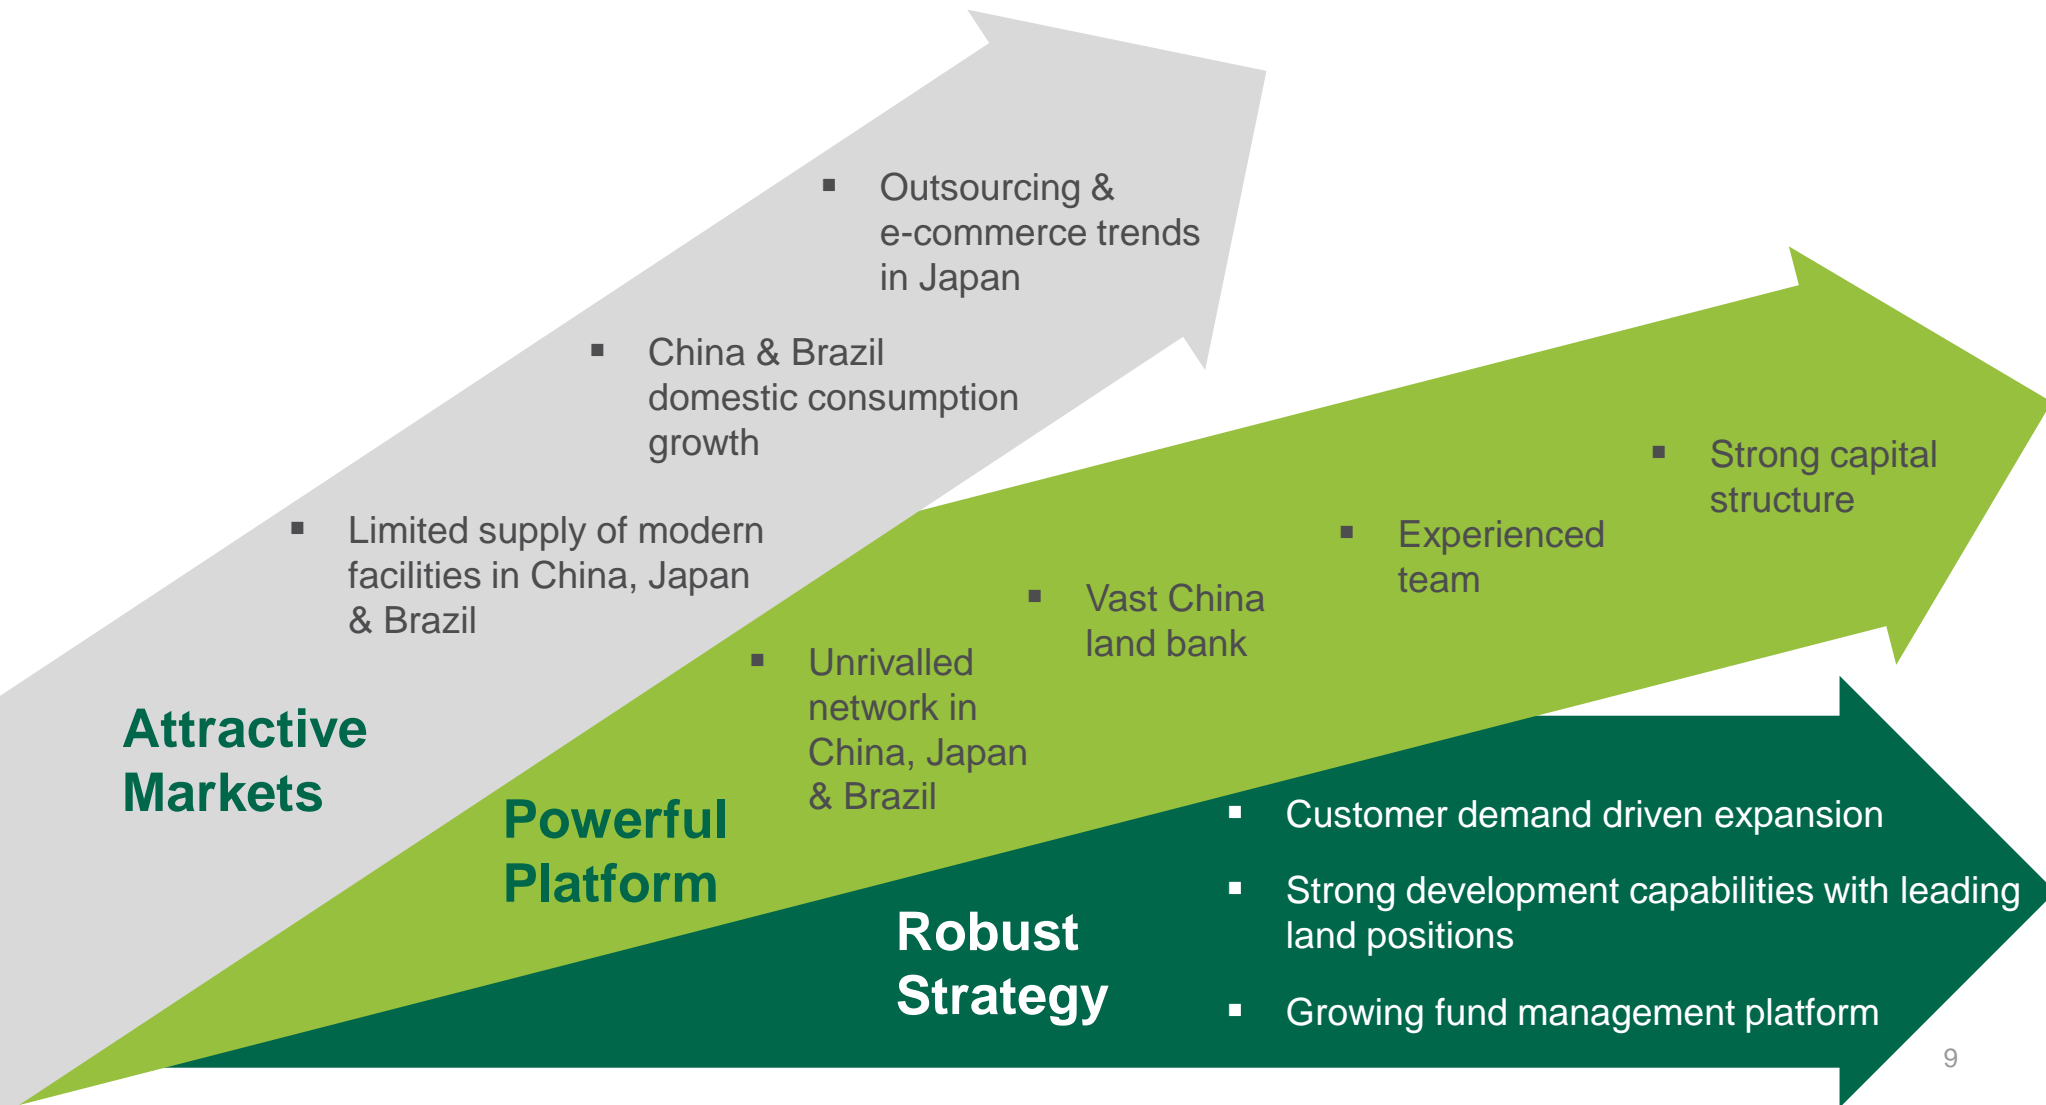 ▪ Outsourcing &
e-commerce trends
in Japan
▪ China & Brazil
domestic consumption
growth
▪ Limited supply of modern
facilities in China, Japan
& Brazil
Attractive
Markets
▪ Strong capital
structure
▪ Experienced
team
▪ Vast China
land bank
▪ Unrivalled
network in
China, Japan
& Brazil
Powerful
Platform
Robust
Strategy
▪ Customer demand driven expansion
▪ Strong development capabilities with leading
land positions
▪ Growing fund management platform
9